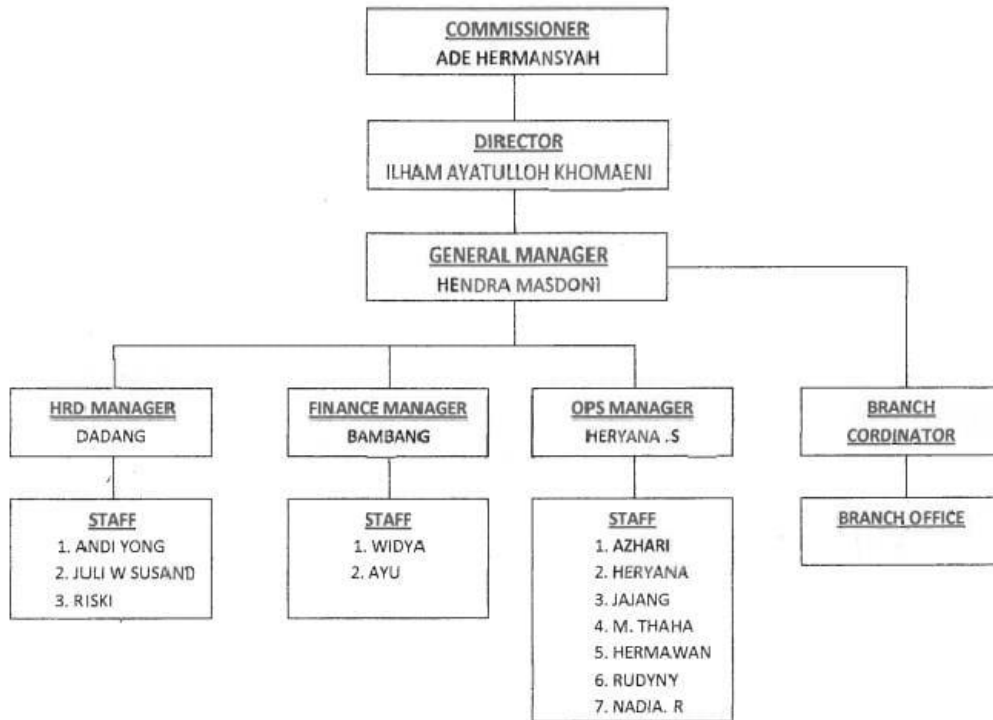 COMMISSIONER
ADE HERMANSYAH
DIRECTOR
ILHAM AYATULLOH KHOMAENI
GENERAL MANAGER
HENDRA MASDONI
HRD MANAGER
DADANG
FINANCE MANAGER
BAMBANG
OPS MANAGER
HERYANA .S
BRANCH
CORDINATOR
STAFF
1. ANDI YONG
2. JULI W SUSAND
3. RISKI
STAFF
1. WIDYA
2. AYU
STAFF
1. AZHARI
2. HERYANA
3. JAJANG
4. M. THAHA
5. HERMAWAN
6. RUDYNY
7. NADIA. R
BRANCH OFFICE